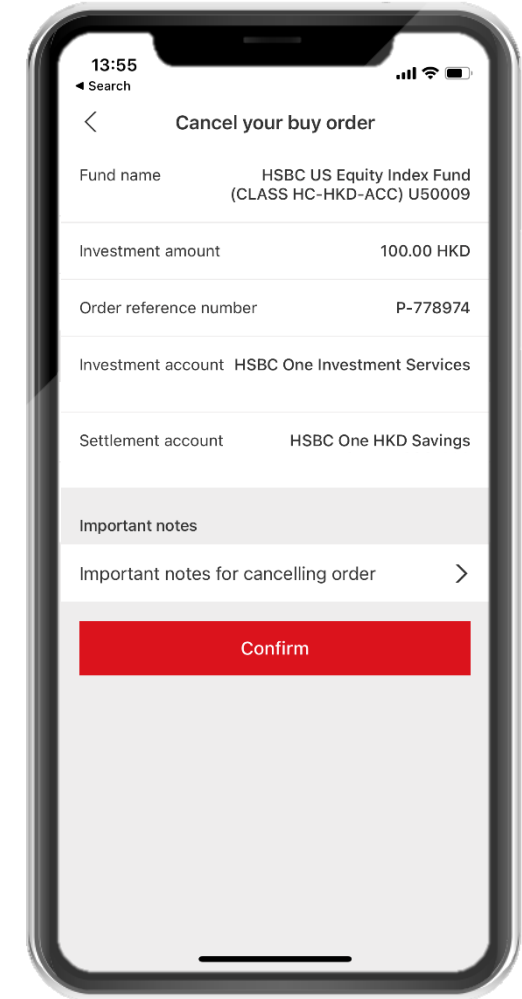 13:55
◀ Search
Cancel your buy order
Fund name HSBC US Equity Index Fund
(CLASS HC-HKD-ACC) U50009
Investment amount 100.00 HKD
Order reference number P-778974
Investment account HSBC One Investment Services
Settlement account HSBC One HKD Savings
Important notes
Important notes for cancelling order
Confirm